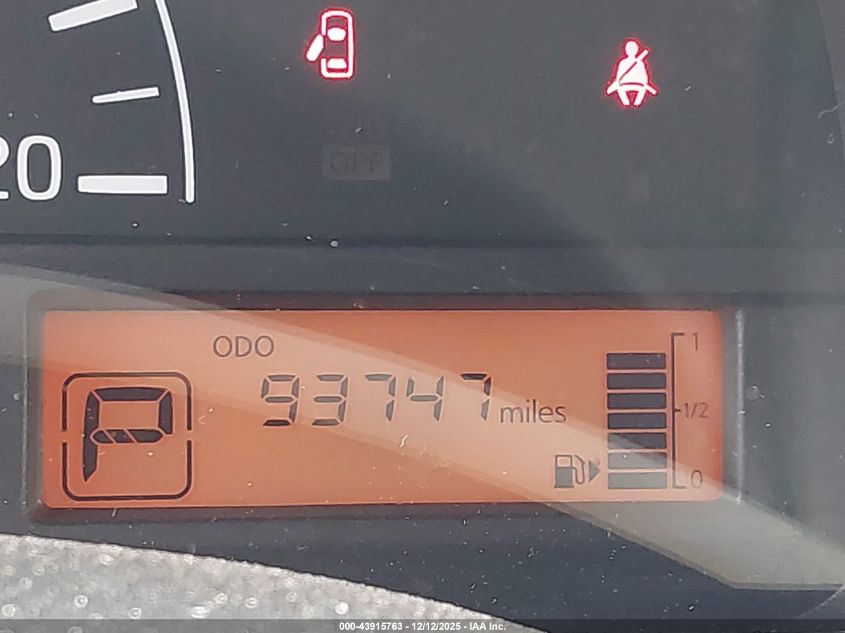 20
OFF
ODO
P
93747 miles
1
1/2
0
000-43915763 - 12/12/2025 - IAA Inc.